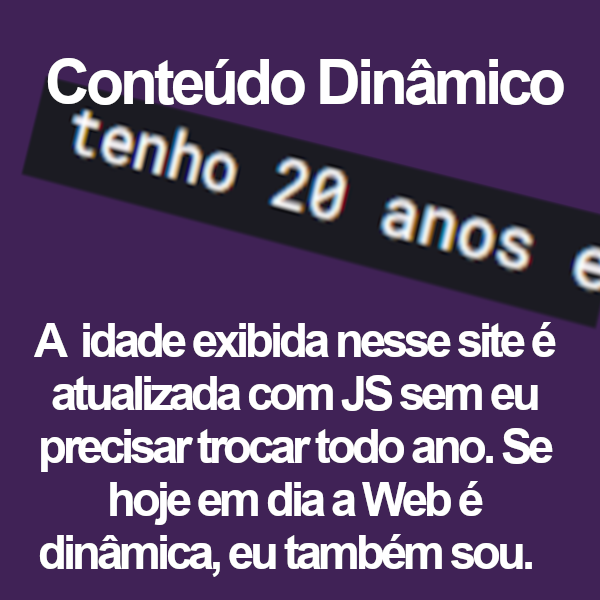 Conteúdo Dinâmico
tenho 20 anos e
A idade exibida nesse site é
atualizada com JS sem eu
precisar trocar todo ano. Se
hoje em dia a Web é
dinâmica, eu também sou.